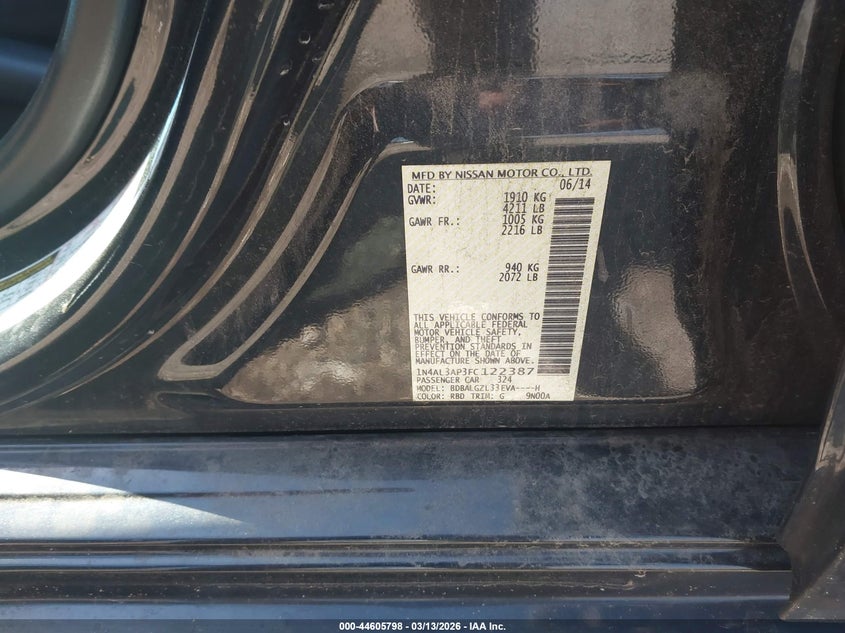 MFD BY NISSAN MOTOR CO., LTD.
DATE: 06/14
GVWR: 1910 KG
4211 LB
GAWR FR.: 1005 KG
2216 LB
GAWR RR.: 940 KG
2072 LB
THIS VEHICLE CONFORMS TO
ALL APPLICABLE FEDERAL
MOTOR VEHICLE SAFETY,
BUMPER, AND THEFT
PREVENTION STANDARDS IN
EFFECT ON THE DATE OF
MANUFACTURE SHOWN ABOVE.
1N4AL3AP3FC122387
PASSENGER CAR 324
MODEL: BDBALGZL33EVA----H
COLOR: RBD TRIM: G 9N00A
000-44605798 - 03/13/2026 - IAA Inc.